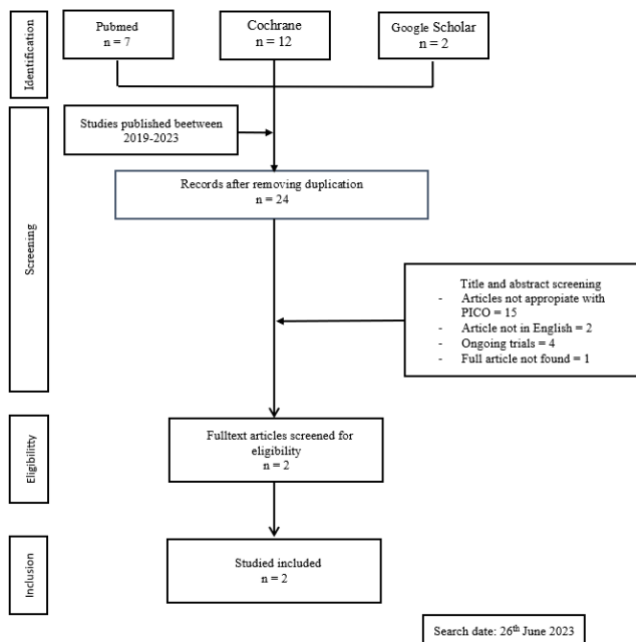 Identification
Pubmed
n = 7
Cochrane
n = 12
Google Scholar
n = 2
Screening
Studies published beetween
2019-2023
Records after removing duplication
n = 24
Title and abstract screening
- Articles not appropiate with
PICO = 15
- Article not in English = 2
- Ongoing trials = 4
- Full article not found = 1
Eligibilitty
Fulltext articles screened for
eligibility
n = 2
Inclusion
Studied included
n = 2
Search date: 26th June 2023